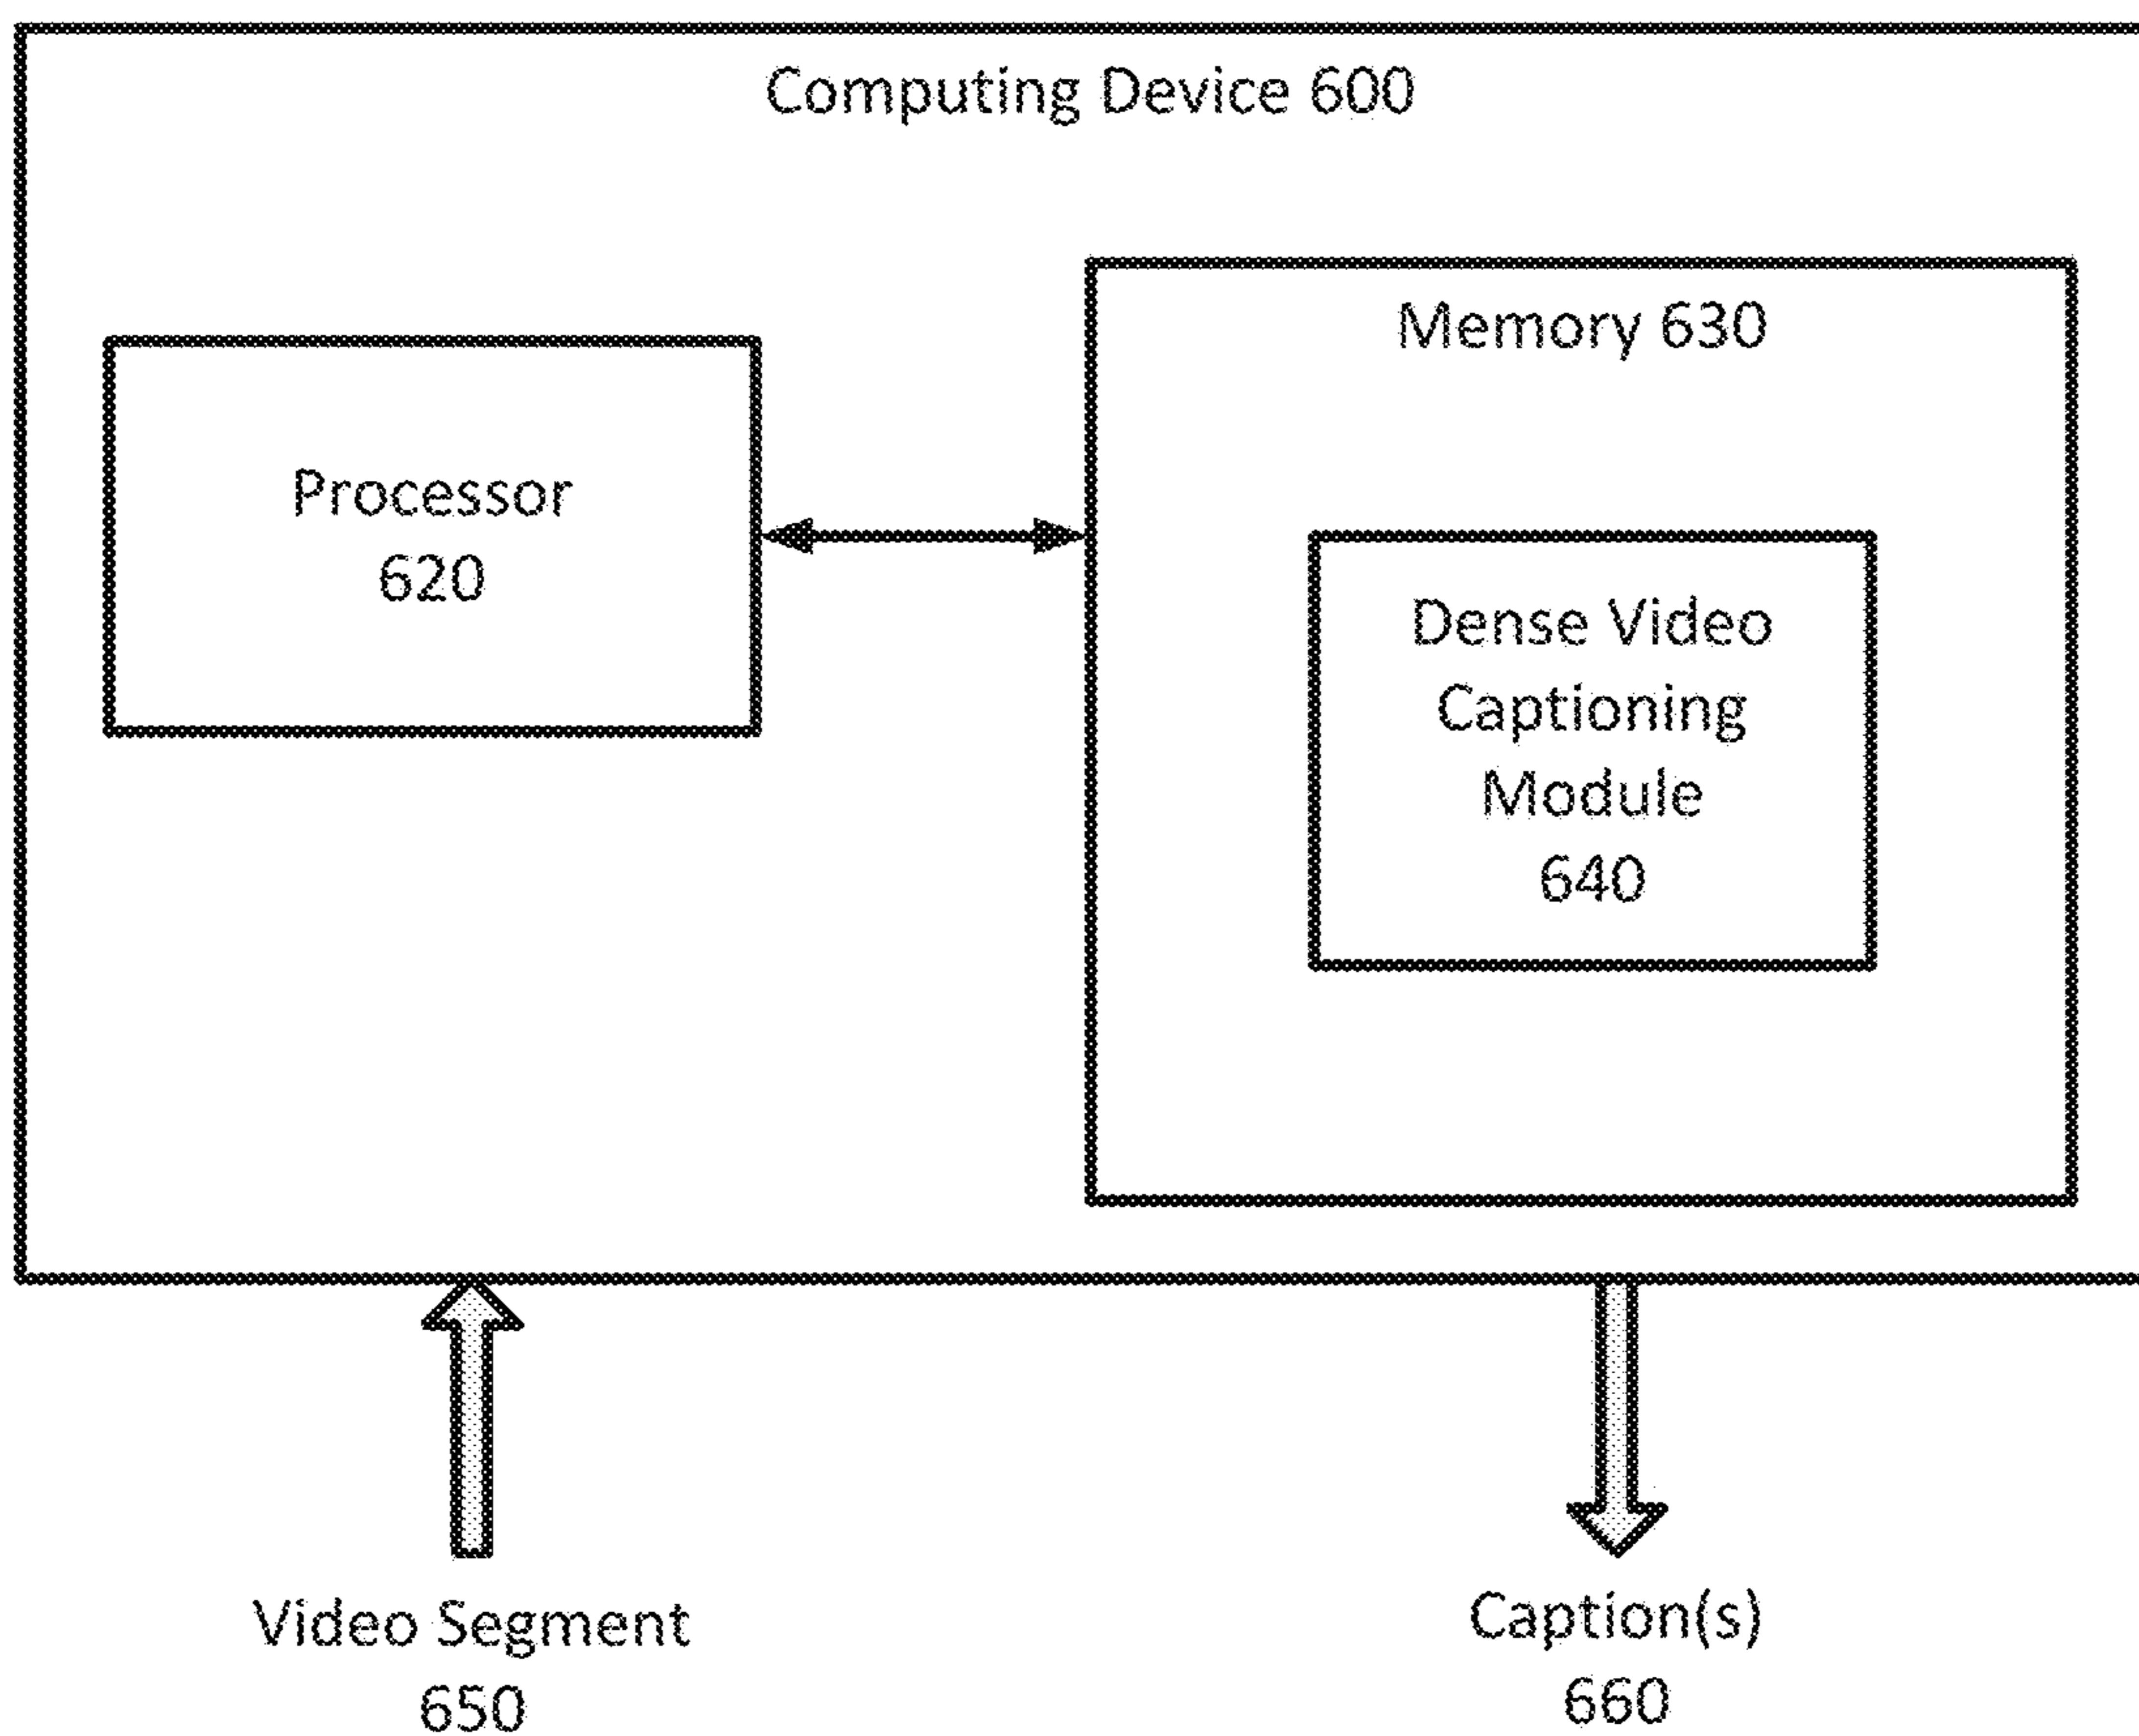 Computing Device 600
Memory 630
Processor
620
Dense Video
Captioning
Module
640
Video Segment
650
Caption(s)
660